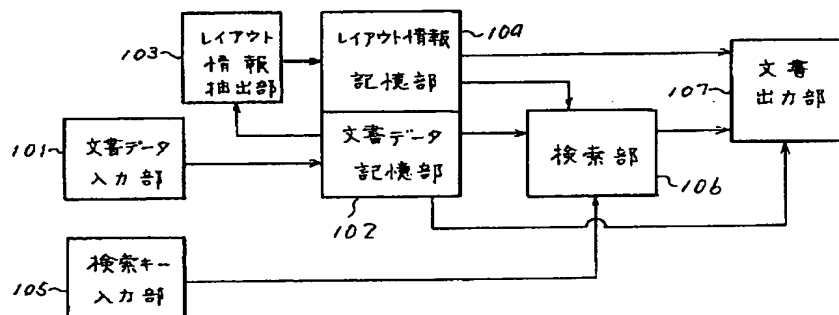 103
レイアウト
情報
抽出部
レイアウト情報
記憶部
104
文書
出力部
107
101
文書データ
入力部
文書データ
記憶部
102
検索部
106
105
検索キー
入力部